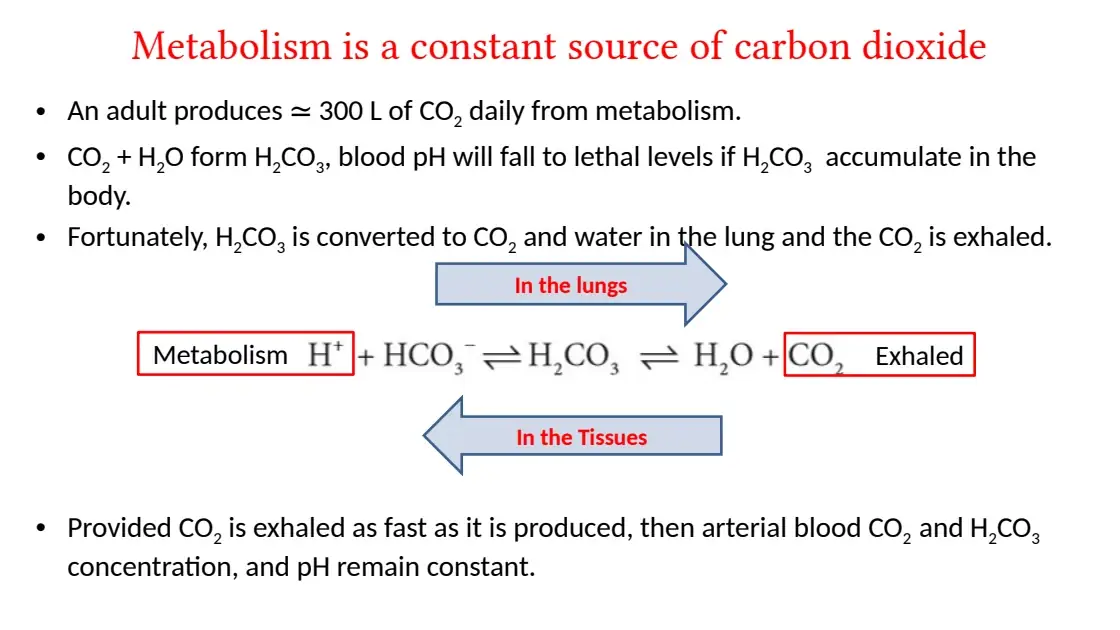 Metabolism is a constant source of carbon dioxide
• An adult produces ≃ 300 L of CO₂ daily from metabolism.
• CO₂ + H₂O form H₂CO₃, blood pH will fall to lethal levels if H₂CO₃ accumulate in the
body.
• Fortunately, H₂CO₃ is converted to CO₂ and water in the lung and the CO₂ is exhaled.
In the lungs
Metabolism H⁺ + HCO₃⁻ ⇌ H₂CO₃ ⇌ H₂O + CO₂ Exhaled
In the Tissues
• Provided CO₂ is exhaled as fast as it is produced, then arterial blood CO₂ and H₂CO₃
concentration, and pH remain constant.